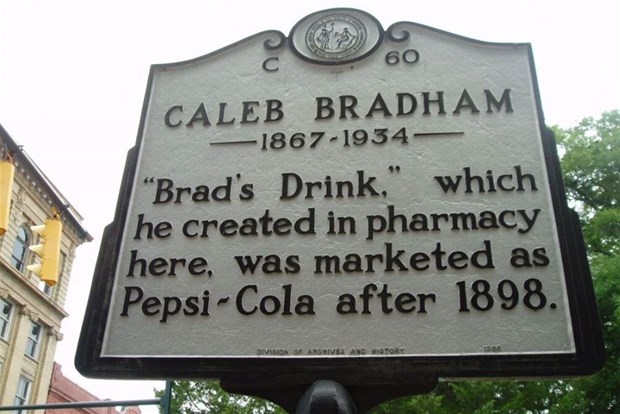 C 60
CALEB BRADHAM
1867-1934
"Brad's Drink," which
he created in pharmacy
here, was marketed as
Pepsi-Cola after 1898.
DIVISION OF ARCHIVES AND HISTORY